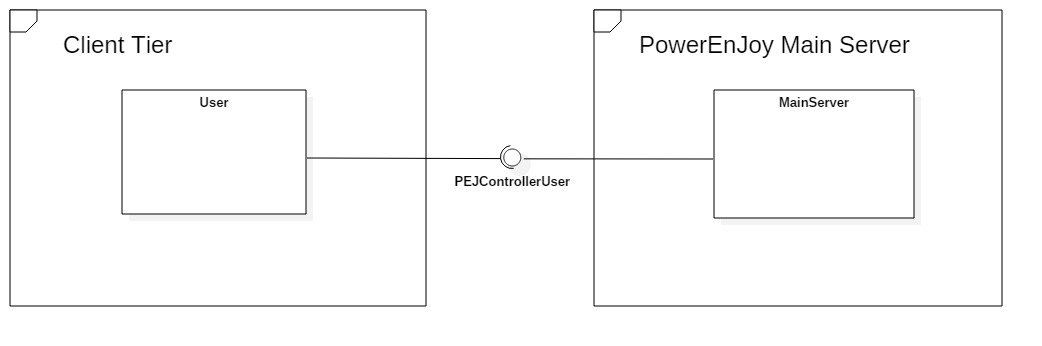 Client Tier
PowerEnJoy Main Server
User
MainServer
PEJControllerUser